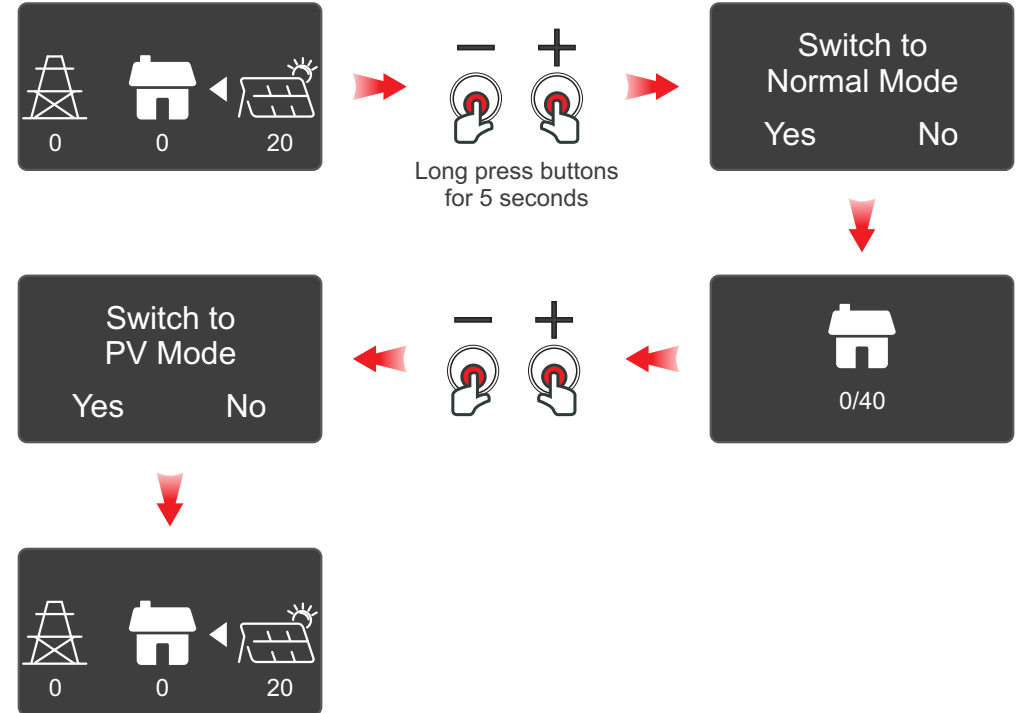 0 0 20
− +
Long press buttons
for 5 seconds
Switch to
Normal Mode
Yes No
0/40
− +
Switch to
PV Mode
Yes No
0 0 20